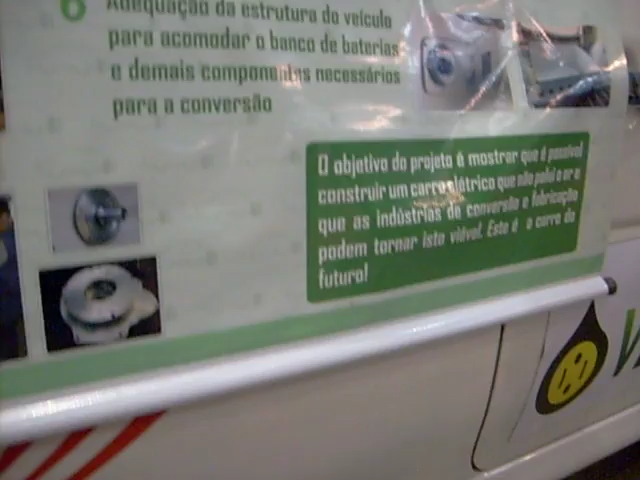 6 Adequação da estrutura do veículo
para acomodar o banco de baterias
e demais componentes necessários
para a conversão
O objetivo do projeto é mostrar que é possível
construir um carro elétrico que não polui o ar e
que as indústrias de conversão e fabricação
podem tornar isto viável. Este é o carro do
futuro!